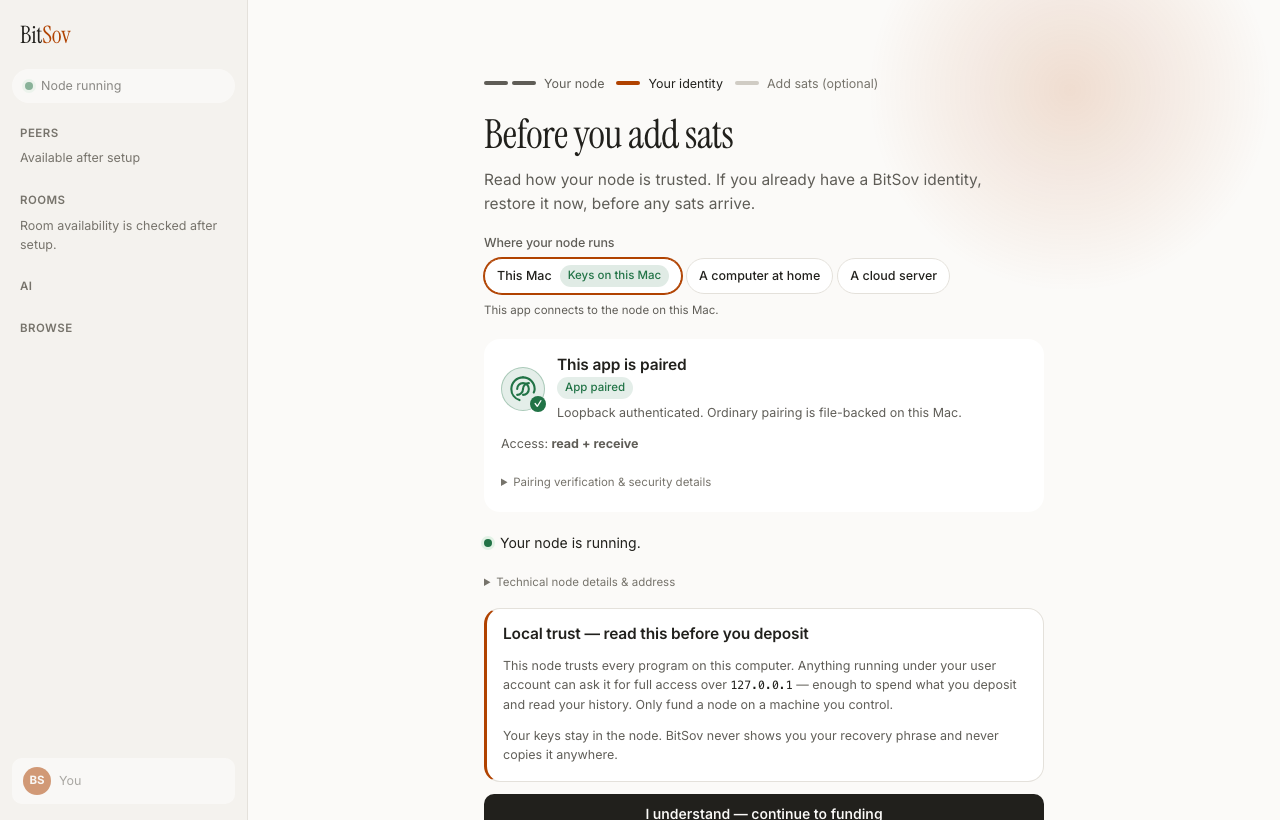 BitSov
Node running
PEERS
Available after setup
ROOMS
Room availability is checked after
setup.
AI
BROWSE
BS You
Your node Your identity Add sats (optional)
Before you add sats
Read how your node is trusted. If you already have a BitSov identity,
restore it now, before any sats arrive.
Where your node runs
This Mac Keys on this Mac A computer at home A cloud server
This app connects to the node on this Mac.
This app is paired
App paired
Loopback authenticated. Ordinary pairing is file-backed on this Mac.
Access: read + receive
Pairing verification & security details
Your node is running.
Technical node details & address
Local trust — read this before you deposit
This node trusts every program on this computer. Anything running under your user
account can ask it for full access over 127.0.0.1 — enough to spend what you deposit
and read your history. Only fund a node on a machine you control.
Your keys stay in the node. BitSov never shows you your recovery phrase and never
copies it anywhere.
I understand — continue to funding